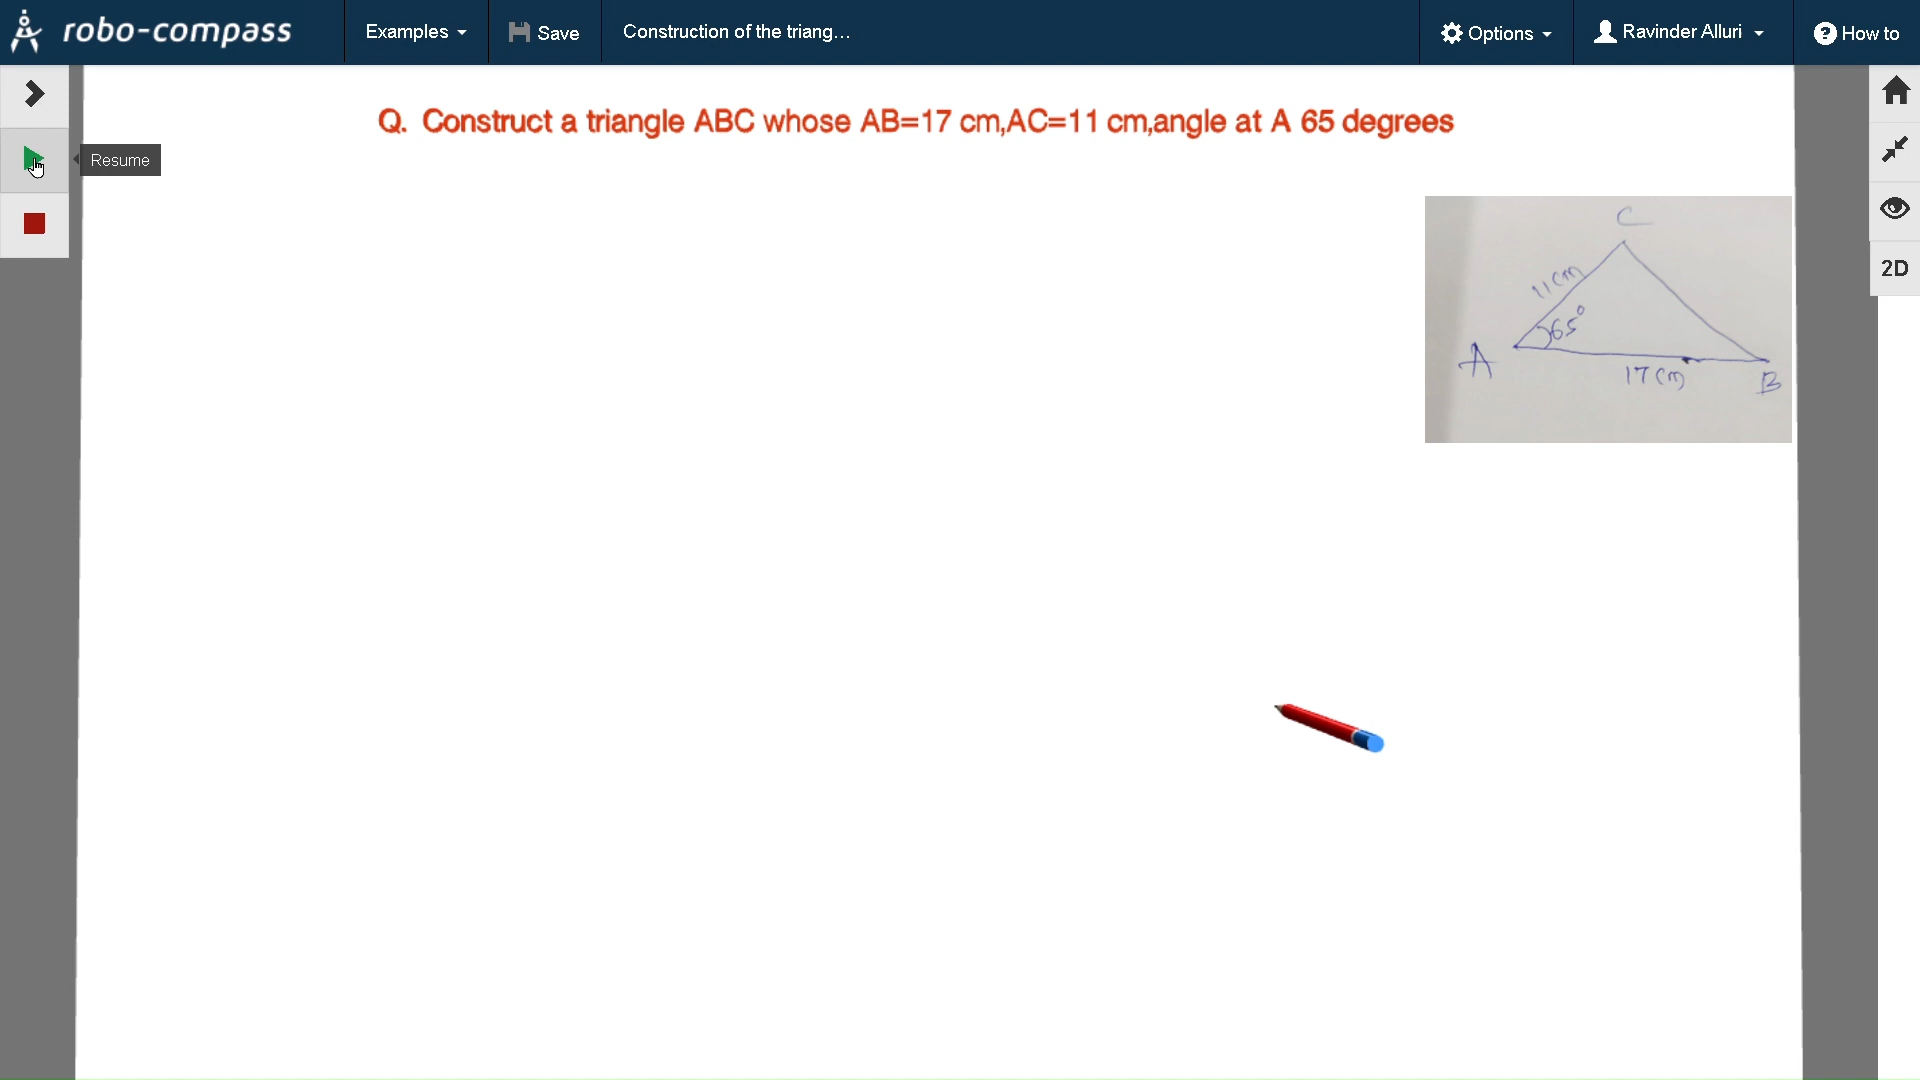 robo-compass
Examples
Save
Construction of the triang...
Options
Ravinder Alluri
How to
Resume
2D
Q. Construct a triangle ABC whose AB=17 cm,AC=11 cm,angle at A 65 degrees
C
11cm
65°
A
17cm
B